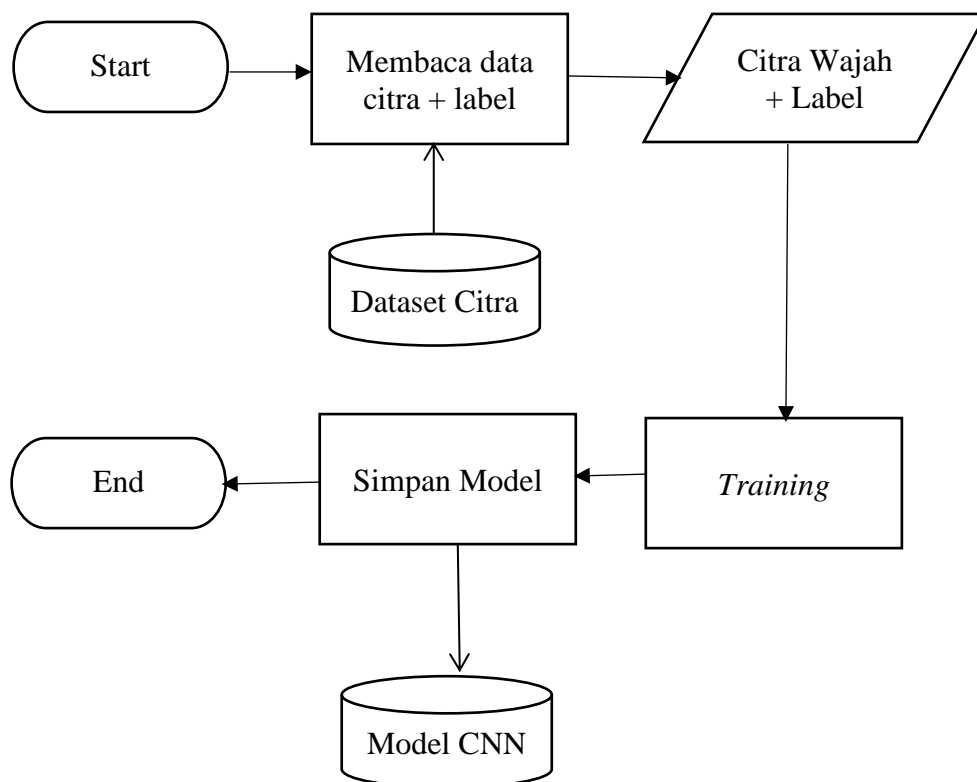 Start
Membaca data
citra + label
Citra Wajah
+ Label
Dataset Citra
End
Simpan Model
Training
Model CNN